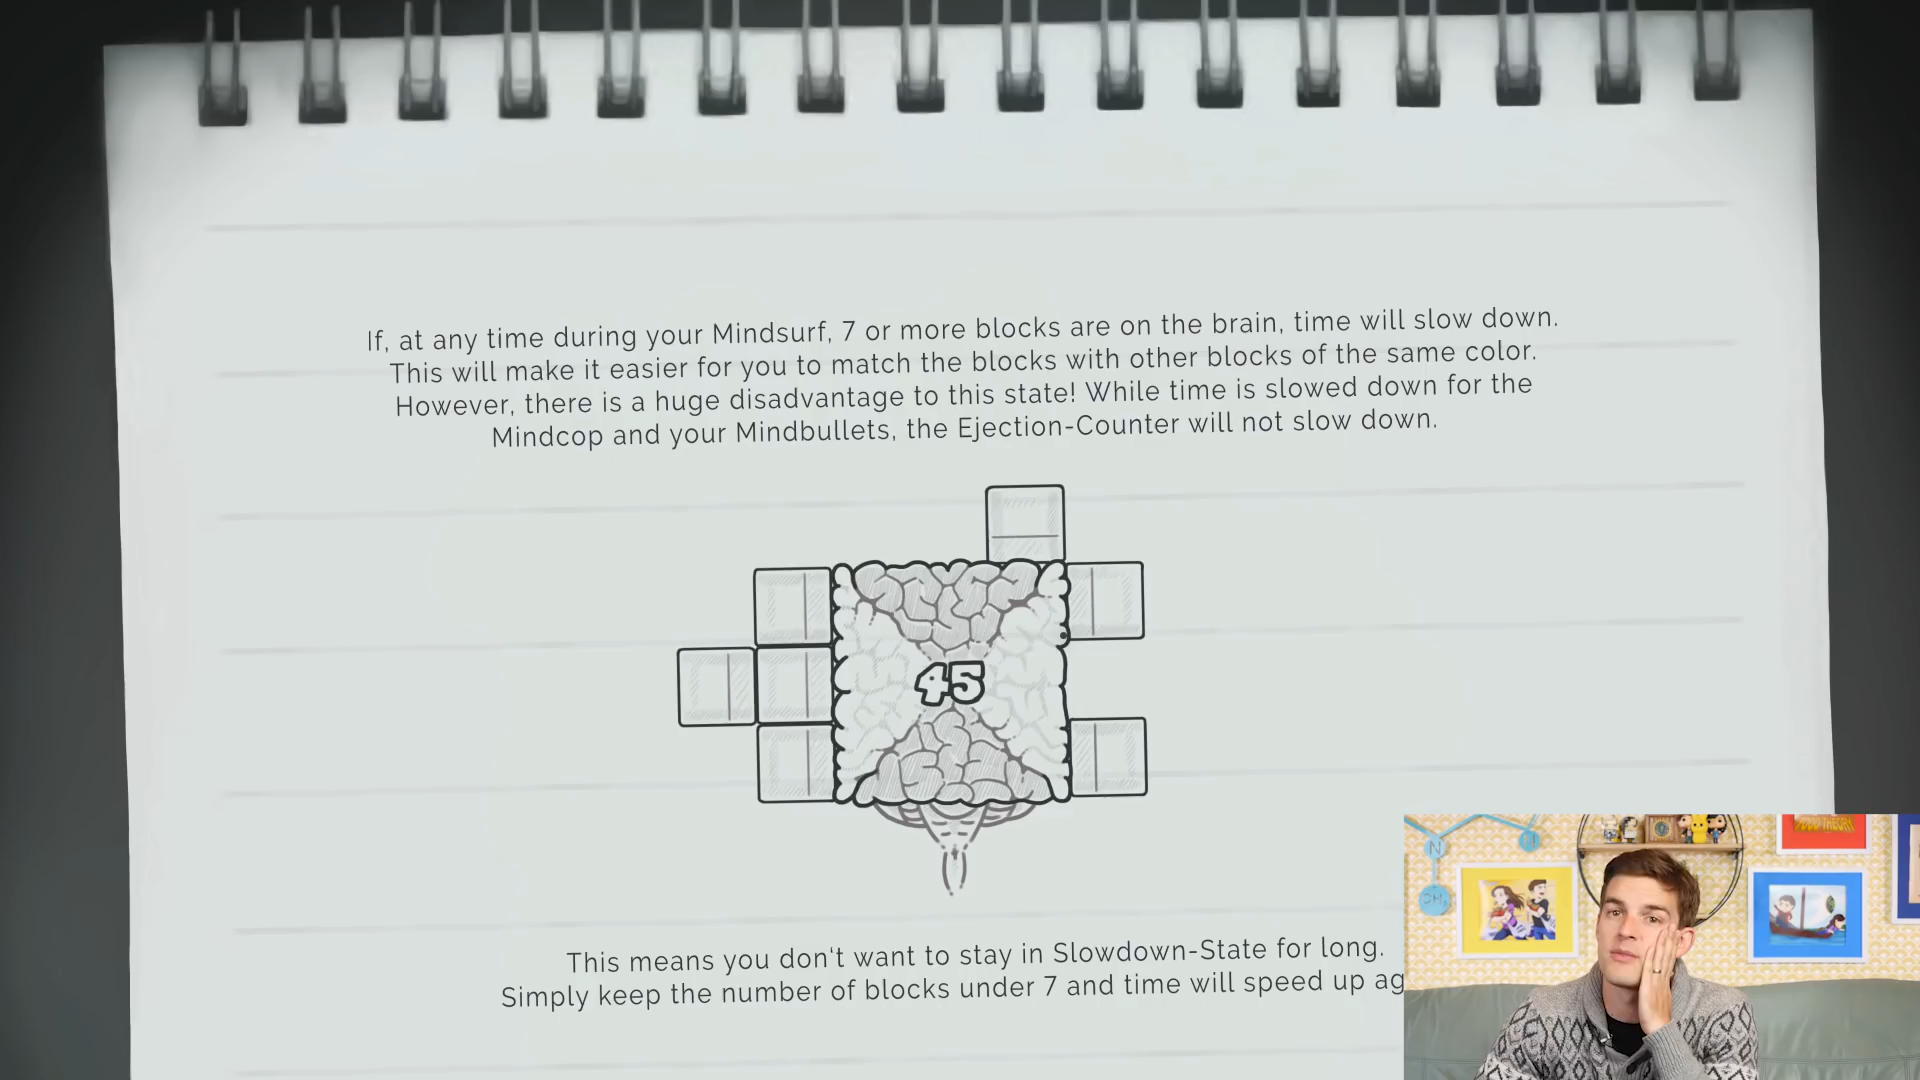 If, at any time during your Mindsurf, 7 or more blocks are on the brain, time will slow down.
This will make it easier for you to match the blocks with other blocks of the same color.
However, there is a huge disadvantage to this state! While time is slowed down for the
Mindcop and your Mindbullets, the Ejection-Counter will not slow down.
45
This means you don't want to stay in Slowdown-State for long.
Simply keep the number of blocks under 7 and time will speed up ag
N
FOOD THEORY